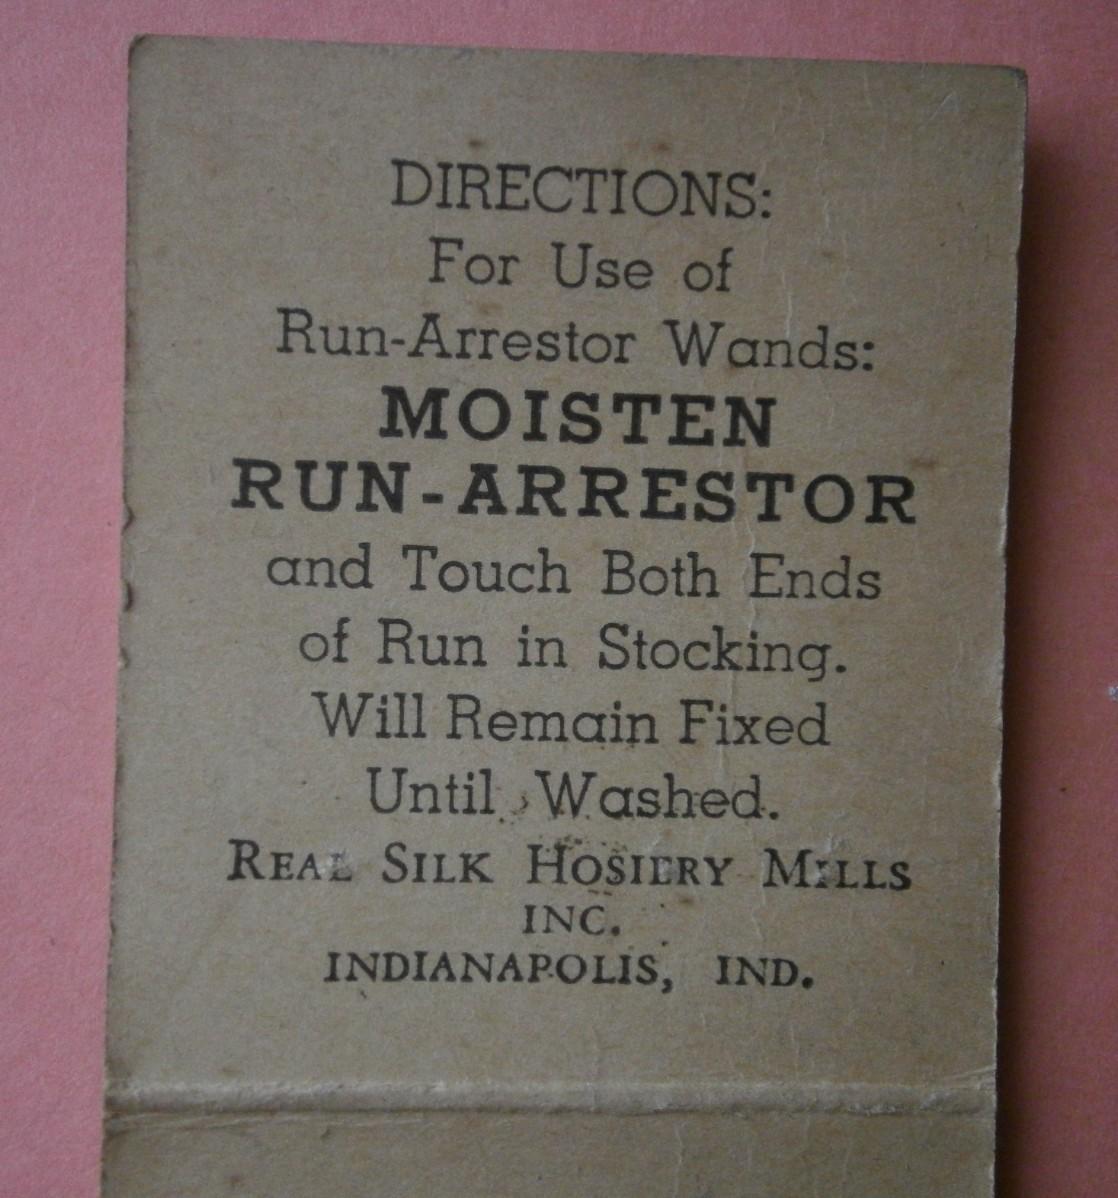 DIRECTIONS:
For Use of
Run-Arrestor Wands:
MOISTEN
RUN-ARRESTOR
and Touch Both Ends
of Run in Stocking.
Will Remain Fixed
Until Washed.
REAL SILK HOSIERY MILLS
INC.
INDIANAPOLIS, IND.